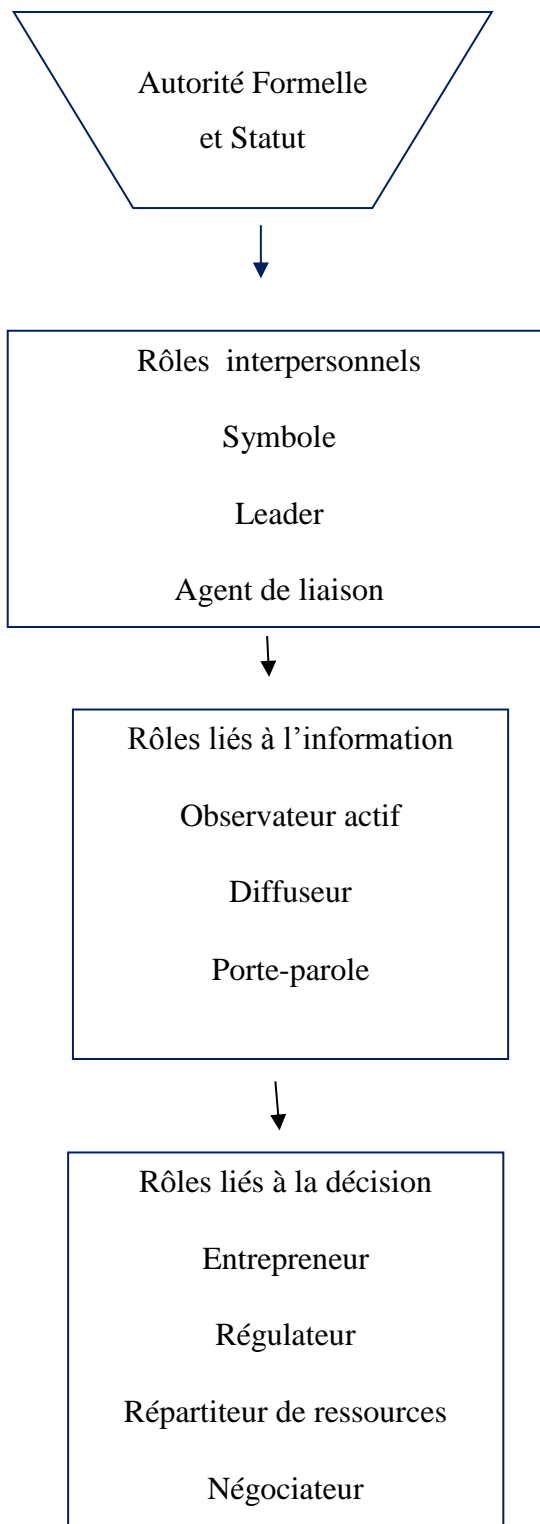 Autorité Formelle
et Statut
Rôles interpersonnels
Symbole
Leader
Agent de liaison
Rôles liés à l’information
Observateur actif
Diffuseur
Porte-parole
Rôles liés à la décision
Entrepreneur
Régulateur
Répartiteur de ressources
Négociateur